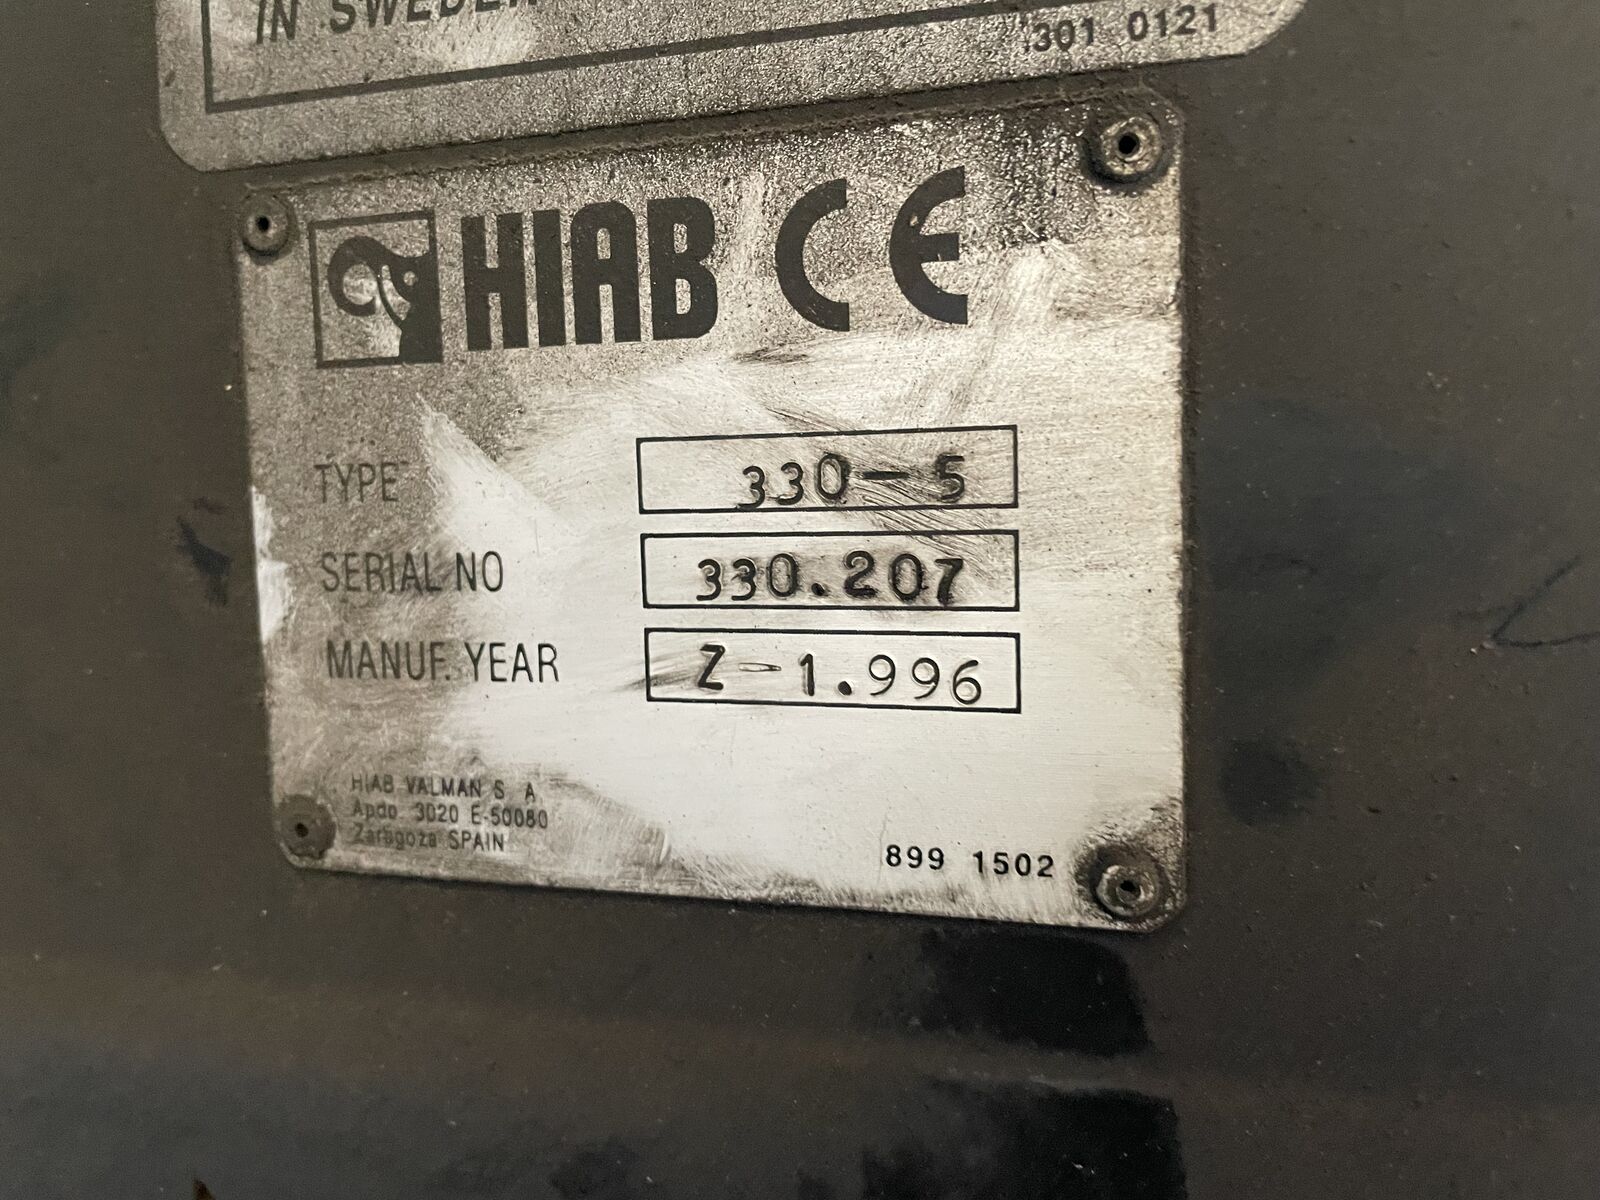 IN SWEDEN
301 0121
HIAB CE
TYPE 330-5
SERIAL NO 330.207
MANUF. YEAR Z-1.996
HIAB VALMAN S A
Apdo 3020 E-50080
Zaragoza SPAIN
899 1502